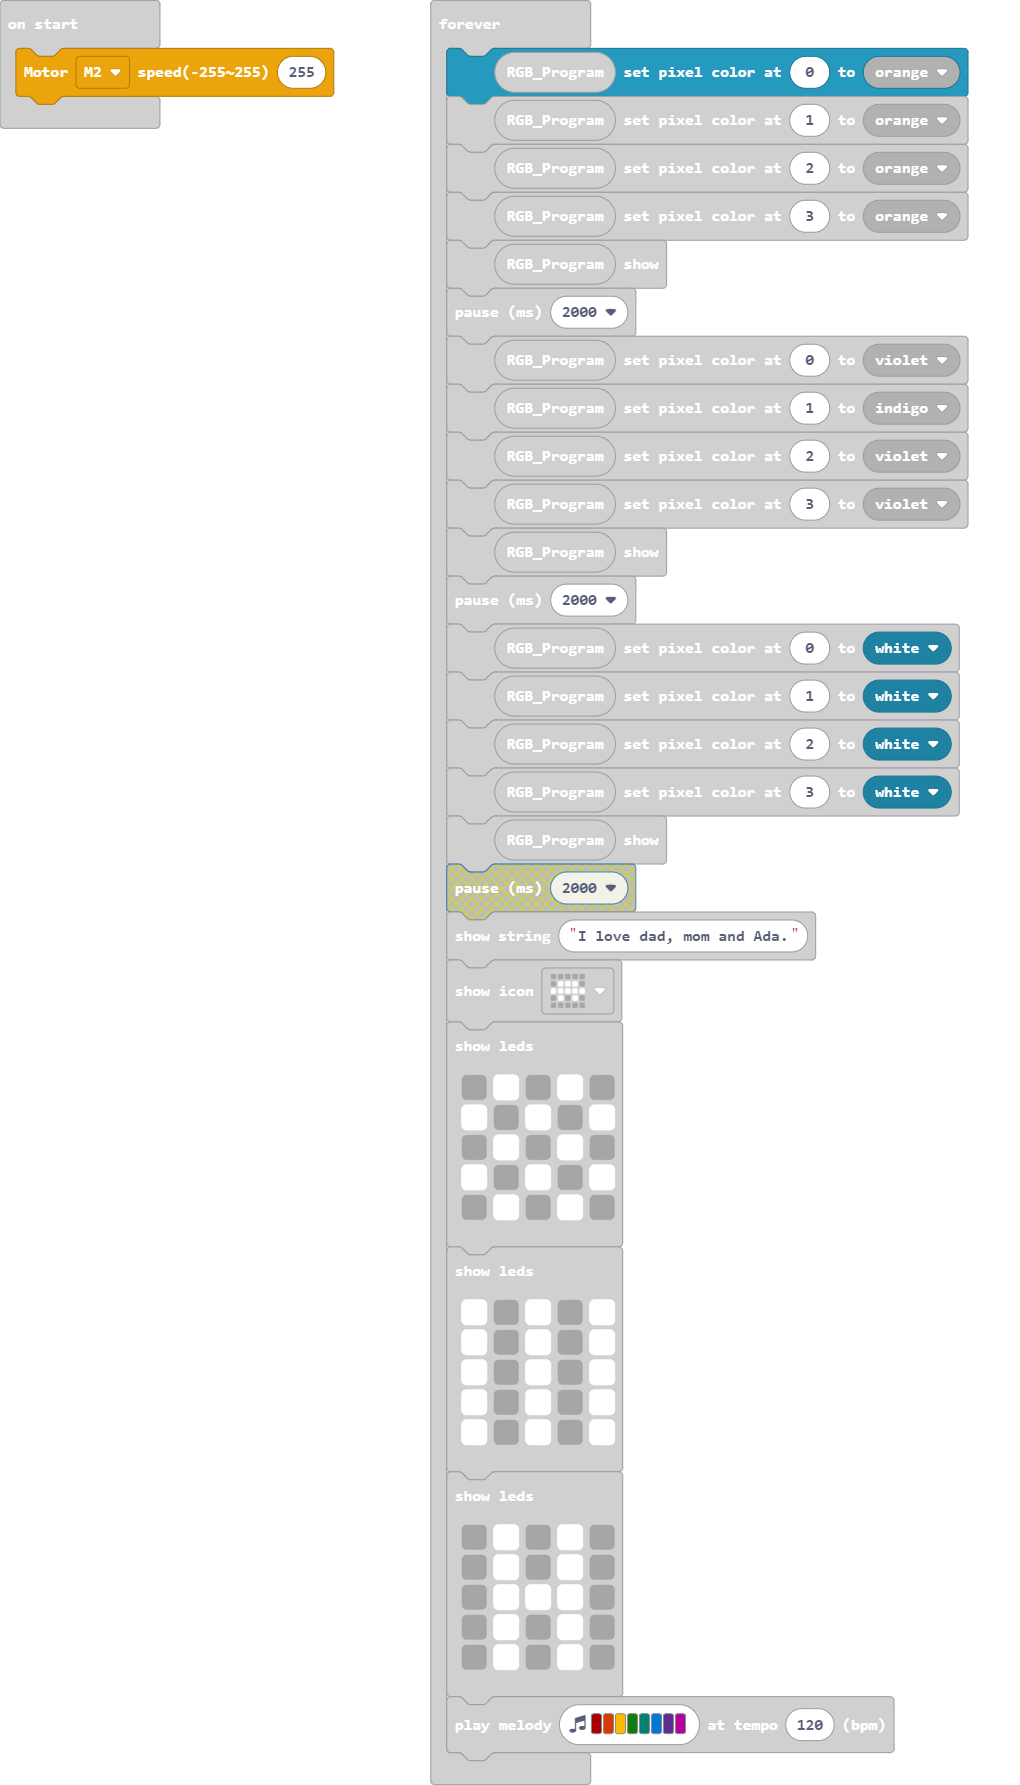 on start
Motor M2 speed(-255~255) 255
forever
RGB_Program set pixel color at 0 to orange
RGB_Program set pixel color at 1 to orange
RGB_Program set pixel color at 2 to orange
RGB_Program set pixel color at 3 to orange
RGB_Program show
pause (ms) 2000
RGB_Program set pixel color at 0 to violet
RGB_Program set pixel color at 1 to indigo
RGB_Program set pixel color at 2 to violet
RGB_Program set pixel color at 3 to violet
RGB_Program show
pause (ms) 2000
RGB_Program set pixel color at 0 to white
RGB_Program set pixel color at 1 to white
RGB_Program set pixel color at 2 to white
RGB_Program set pixel color at 3 to white
RGB_Program show
pause (ms) 2000
show string "I love dad, mom and Ada."
show icon
show leds
show leds
show leds
play melody at tempo 120 (bpm)